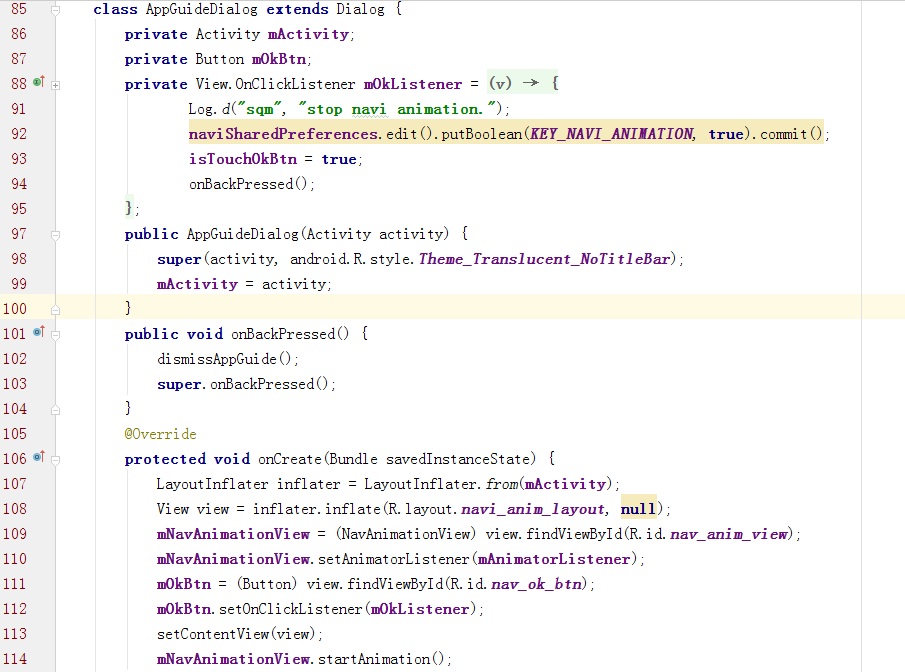 85 class AppGuideDialog extends Dialog {
86 private Activity mActivity;
87 private Button mOkBtn;
88 private View.OnClickListener mOkListener = (v) → {
91 Log.d("sqm", "stop navi animation.");
92 naviSharedPreferences.edit().putBoolean(KEY_NAVI_ANIMATION, true).commit();
93 isTouchOkBtn = true;
94 onBackPressed();
95 };
97 public AppGuideDialog(Activity activity) {
98 super(activity, android.R.style.Theme_Translucent_NoTitleBar);
99 mActivity = activity;
100 }
101 public void onBackPressed() {
102 dismissAppGuide();
103 super.onBackPressed();
104 }
105 @Override
106 protected void onCreate(Bundle savedInstanceState) {
107 LayoutInflater inflater = LayoutInflater.from(mActivity);
108 View view = inflater.inflate(R.layout.navi_anim_layout, null);
109 mNavAnimationView = (NavAnimationView) view.findViewById(R.id.nav_anim_view);
110 mNavAnimationView.setAnimatorListener(mAnimatorListener);
111 mOkBtn = (Button) view.findViewById(R.id.nav_ok_btn);
112 mOkBtn.setOnClickListener(mOkListener);
113 setContentView(view);
114 mNavAnimationView.startAnimation();